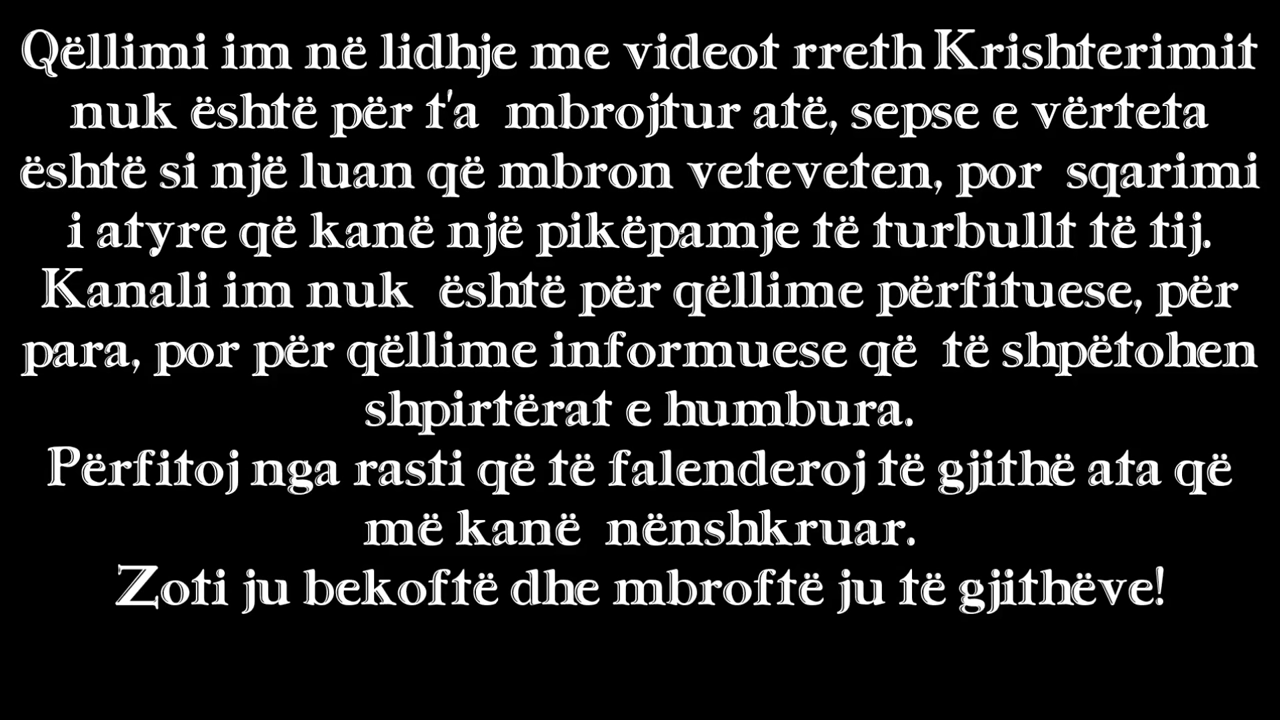 Qëllimi im në lidhje me videot rreth Krishterimit
nuk është për t'a mbrojtur atë, sepse e vërteta
është si një luan që mbron veteveten, por sqarimi
i atyre që kanë një pikëpamje të turbullt të tij.
Kanali im nuk është për qëllime përfituese, për
para, por për qëllime informuese që të shpëtohen
shpirtërat e humbura.
Përfitoj nga rasti që të falenderoj të gjithë ata që
më kanë nënshkruar.
Zoti ju bekoftë dhe mbroftë ju të gjithëve!